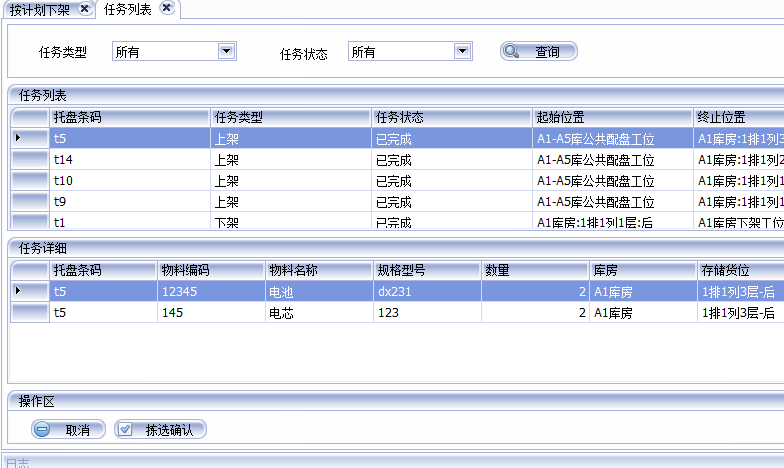 按计划下架 任务列表
任务类型 所有 任务状态 所有 查询
任务列表
托盘条码 任务类型 任务状态 起始位置 终止位置
t5 上架 已完成 A1-A5库公共配盘工位 A1库房:1排1列3
t14 上架 已完成 A1-A5库公共配盘工位 A1库房:1排1列2
t10 上架 已完成 A1-A5库公共配盘工位 A1库房:1排1列1
t9 上架 已完成 A1-A5库公共配盘工位 A1库房:1排1列1
t1 下架 已完成 A1库房:1排1列1层:后 A1库房下架工位
任务详细
托盘条码 物料编码 物料名称 规格型号 数量 库房 存储货位
t5 12345 电池 dx231 2 A1库房 1排1列3层-后
t5 145 电芯 123 2 A1库房 1排1列3层-后
操作区
取消 拣选确认
日志